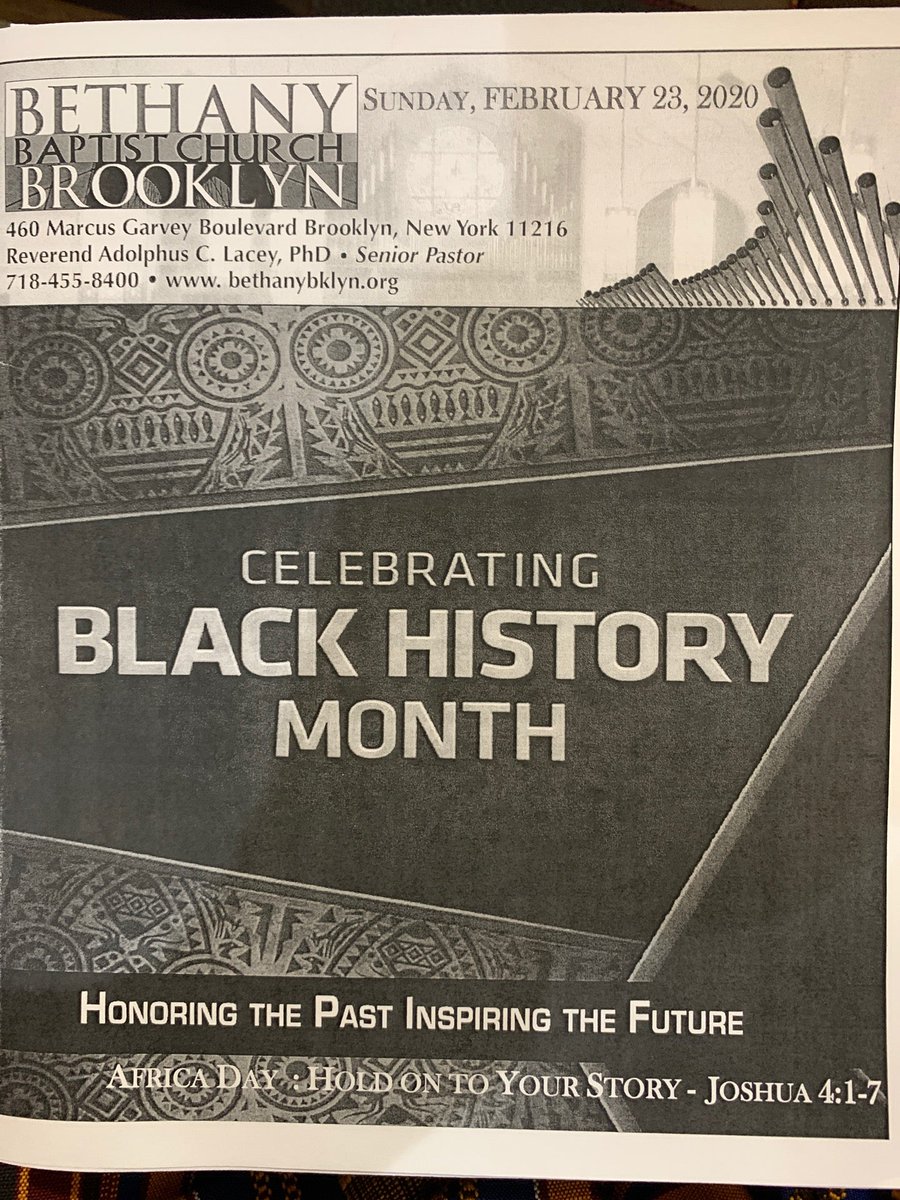 BETHANY
BAPTIST CHURCH
BROOKLYN
SUNDAY, FEBRUARY 23, 2020
460 Marcus Garvey Boulevard Brooklyn, New York 11216
Reverend Adolphus C. Lacey, PhD • Senior Pastor
718-455-8400 • www. bethanybklyn.org
CELEBRATING
BLACK HISTORY
MONTH
HONORING THE PAST INSPIRING THE FUTURE
AFRICA DAY : HOLD ON TO YOUR STORY - JOSHUA 4:1-7